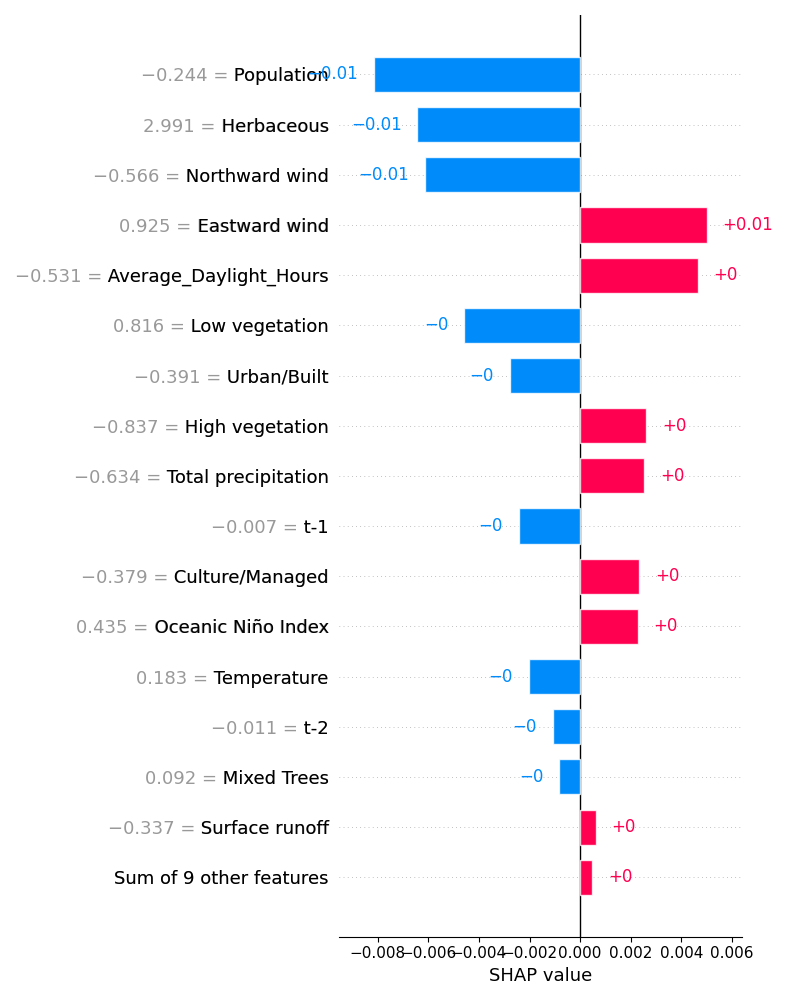 −0.244 = Population −0.01
2.991 = Herbaceous −0.01
−0.566 = Northward wind −0.01
0.925 = Eastward wind +0.01
−0.531 = Average_Daylight_Hours +0
0.816 = Low vegetation −0
−0.391 = Urban/Built −0
−0.837 = High vegetation +0
−0.634 = Total precipitation +0
−0.007 = t-1 −0
−0.379 = Culture/Managed +0
0.435 = Oceanic Niño Index +0
0.183 = Temperature −0
−0.011 = t-2 −0
0.092 = Mixed Trees −0
−0.337 = Surface runoff +0
Sum of 9 other features +0
−0.008 −0.006 −0.004 −0.002 0.000 0.002 0.004 0.006
SHAP value